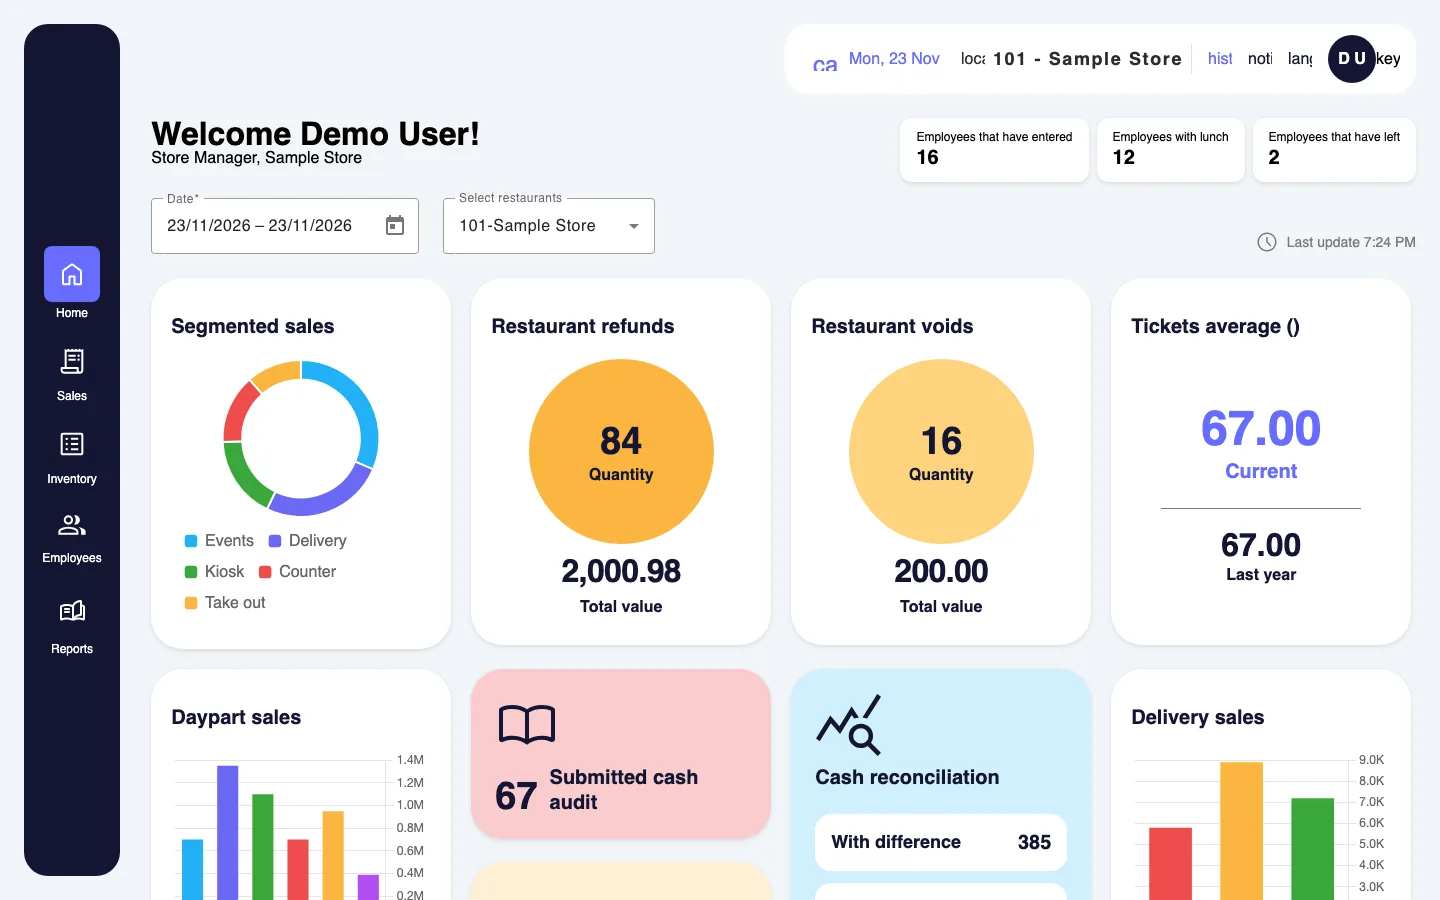 ca Mon, 23 Nov loca 101 - Sample Store hist noti lang D U key
Welcome Demo User!
Store Manager, Sample Store
Employees that have entered
16
Employees with lunch
12
Employees that have left
2
Date*
23/11/2026 – 23/11/2026
Select restaurants
101-Sample Store
Last update 7:24 PM
Home
Sales
Inventory
Employees
Reports
Segmented sales
Events Delivery
Kiosk Counter
Take out
Restaurant refunds
84
Quantity
2,000.98
Total value
Restaurant voids
16
Quantity
200.00
Total value
Tickets average ()
67.00
Current
67.00
Last year
Daypart sales
1.4M
1.2M
1.0M
0.8M
0.6M
0.4M
0.2M
67 Submitted cash
audit
Cash reconciliation
With difference 385
Delivery sales
9.0K
8.0K
7.0K
6.0K
5.0K
4.0K
3.0K